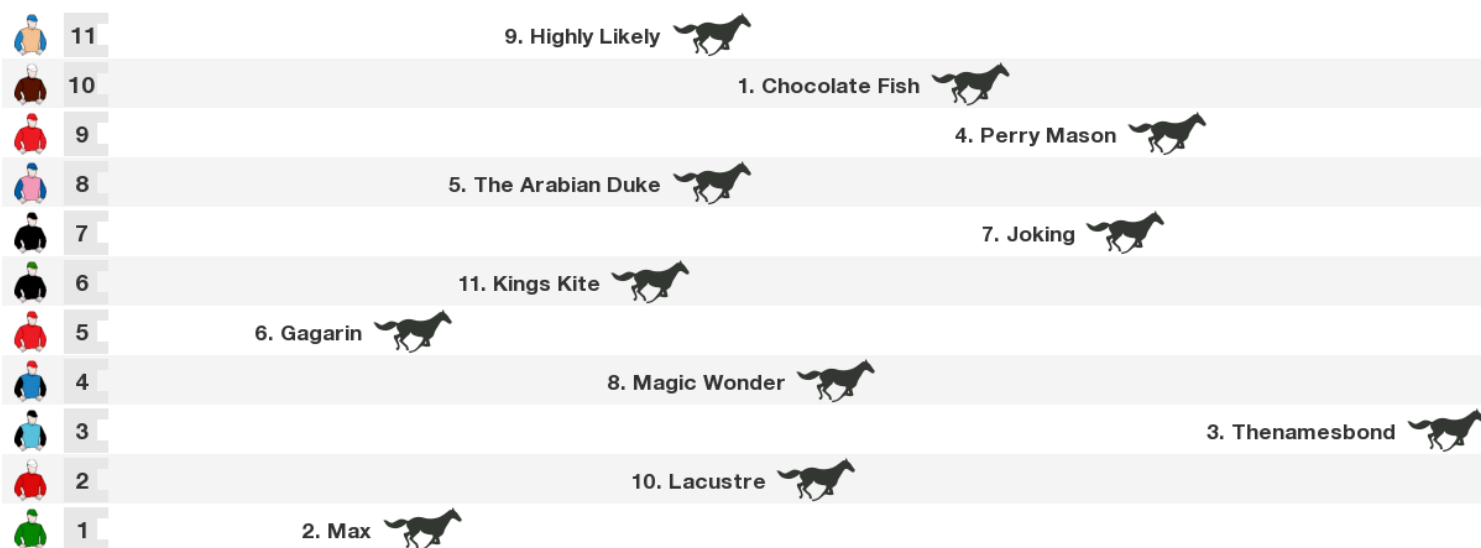 11 9. Highly Likely
10 1. Chocolate Fish
9 4. Perry Mason
8 5. The Arabian Duke
7 7. Joking
6 11. Kings Kite
5 6. Gagarin
4 8. Magic Wonder
3 3. Thenamesbond
2 10. Lacustre
1 2. Max